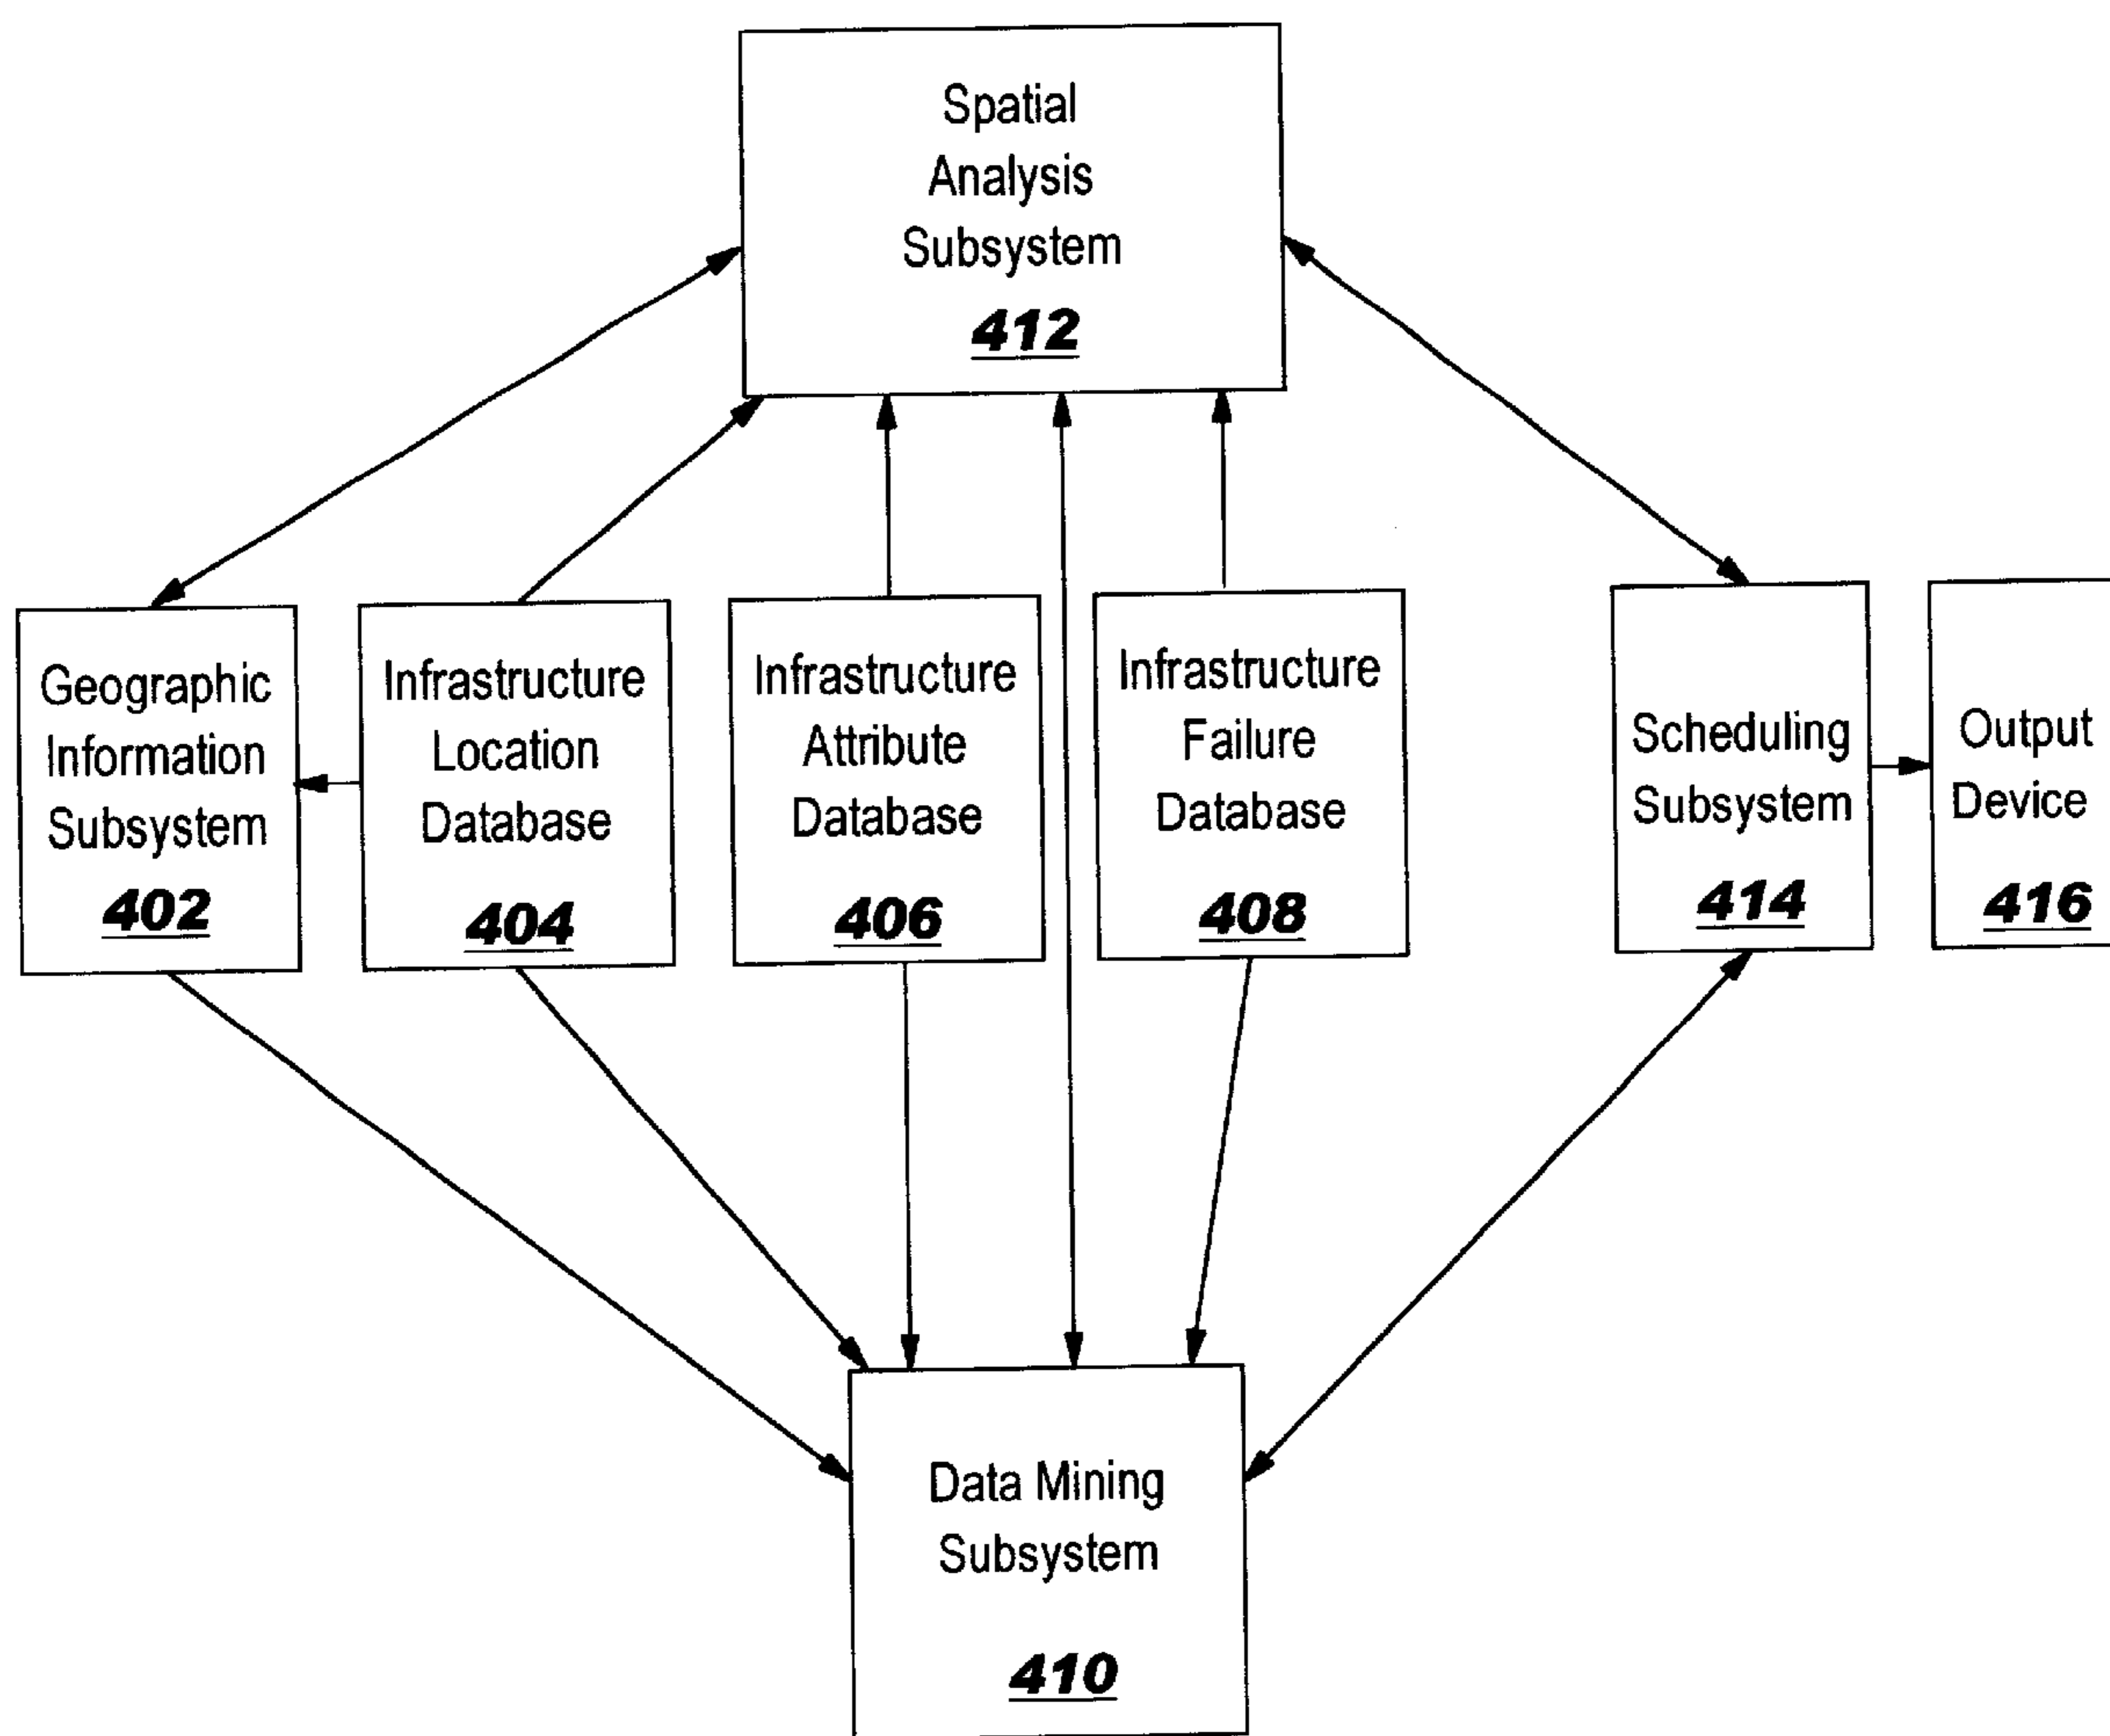 Spatial
Analysis
Subsystem
412
Geographic
Information
Subsystem
402
Infrastructure
Location
Database
404
Infrastructure
Attribute
Database
406
Infrastructure
Failure
Database
408
Scheduling
Subsystem
414
Output
Device
416
Data Mining
Subsystem
410